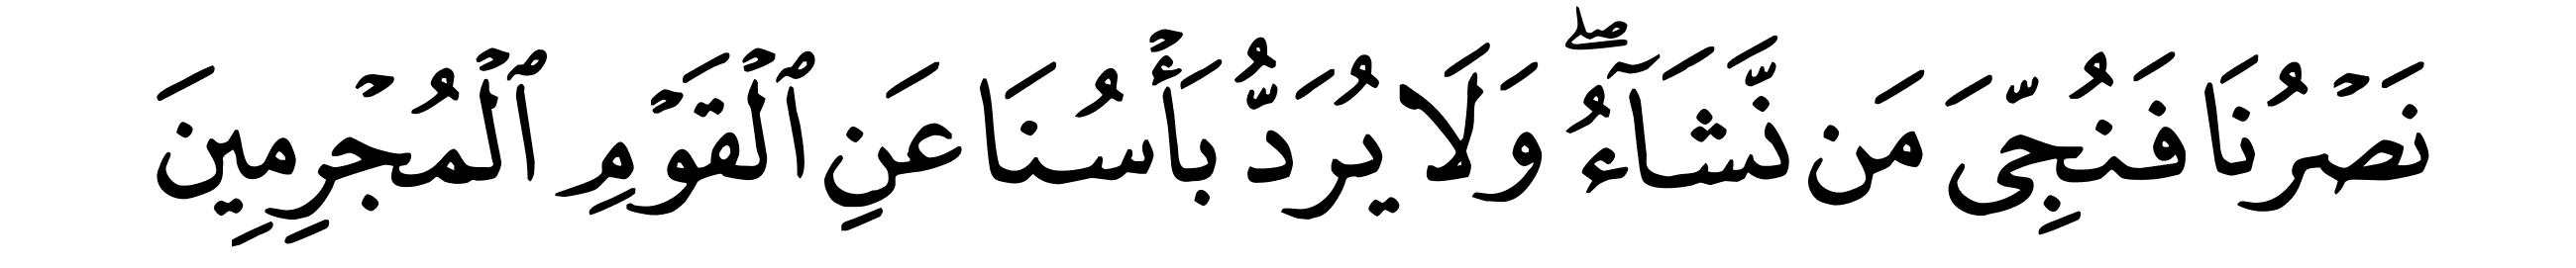 نَصْرُنَا فَنُجِّىَ مَن نَّشَآءُ ۖ وَلَا يُرَدُّ بَأْسُنَا عَنِ ٱلْقَوْمِ ٱلْمُجْرِمِينَ